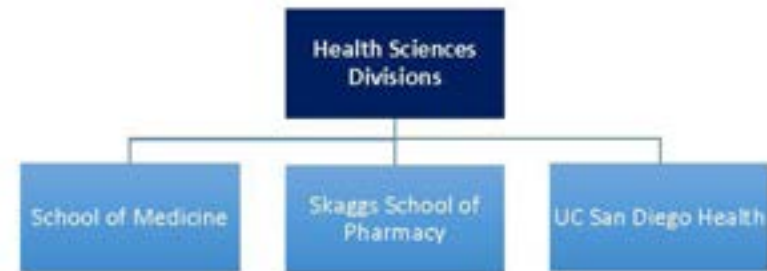 Health Sciences
Divisions
School of Medicine
Skaggs School of
Pharmacy
UC San Diego Health